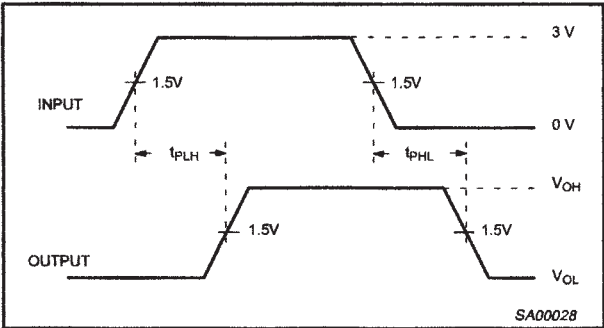 3 V
1.5V
1.5V
INPUT
0 V
tPLH
tPHL
VOH
1.5V
1.5V
OUTPUT
VOL
SA00028